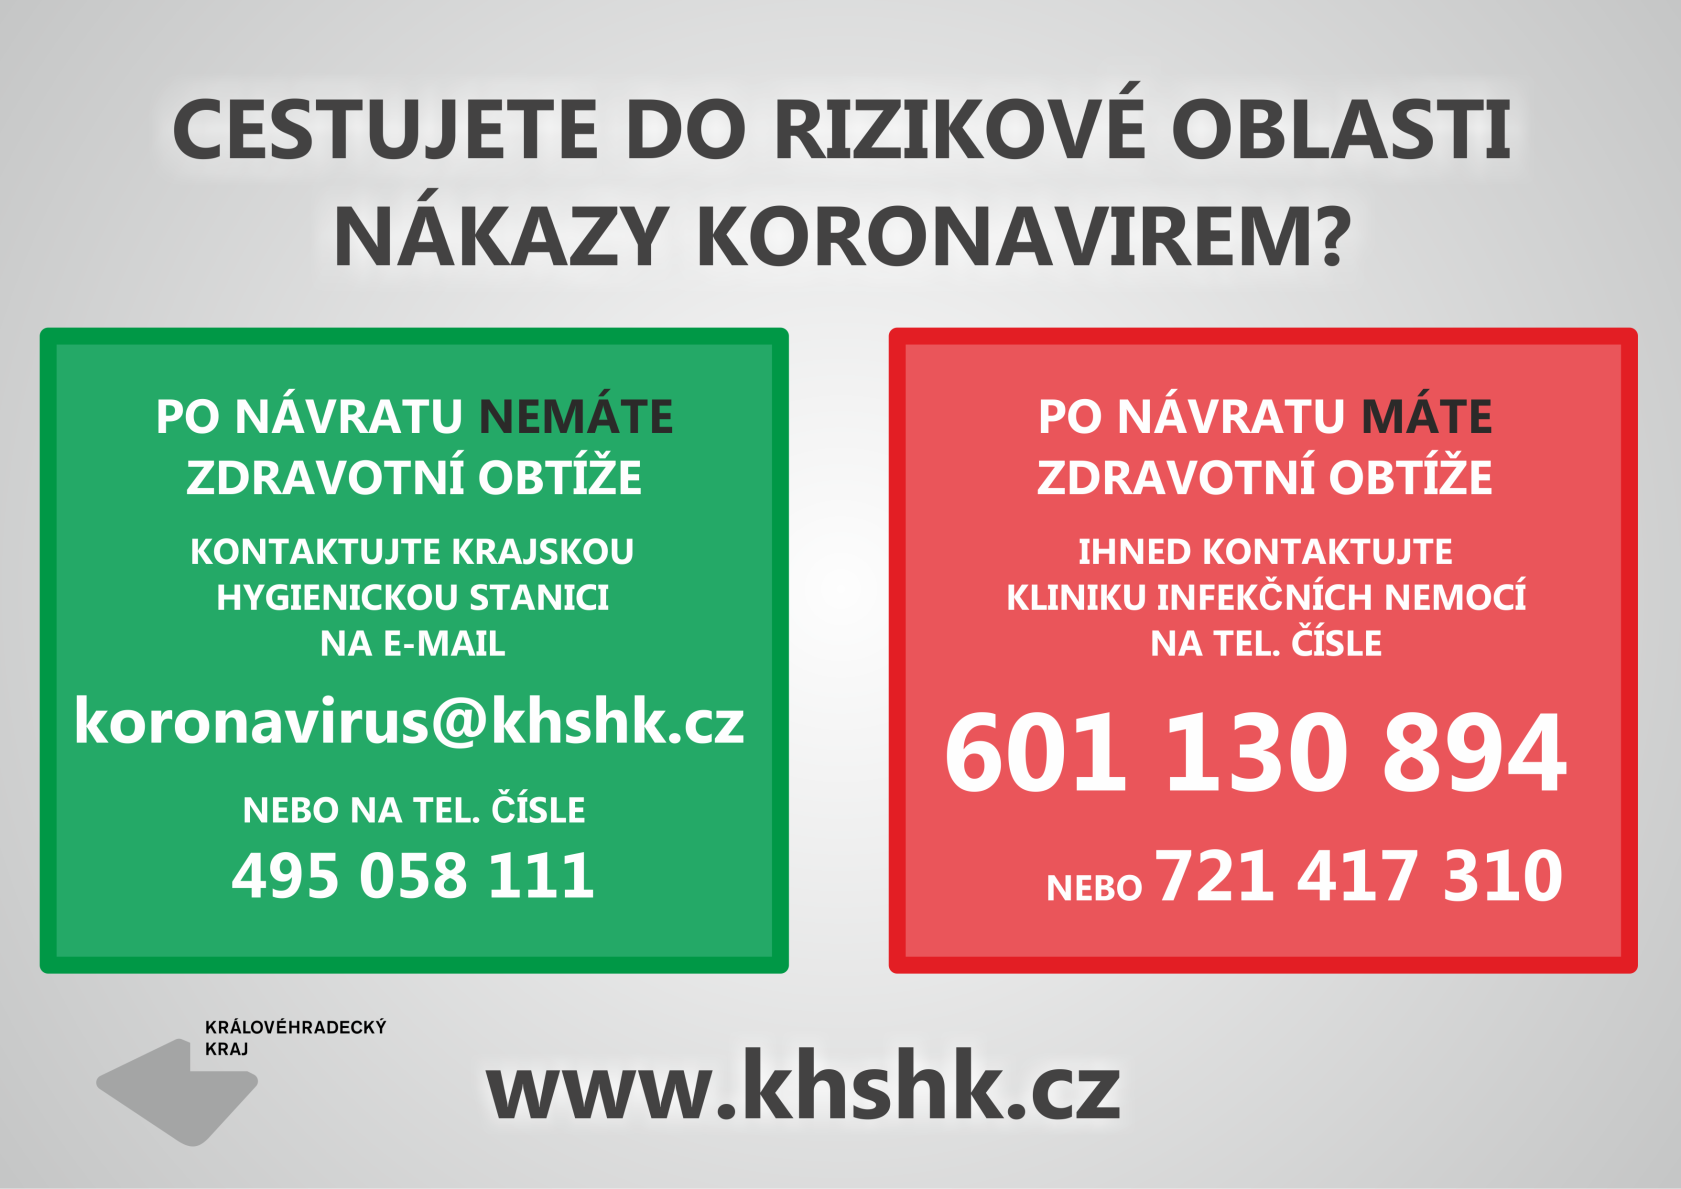 CESTUJETE DO RIZIKOVÉ OBLASTI
NÁKAZY KORONAVIREM?
PO NÁVRATU NEMÁTE
ZDRAVOTNÍ OBTÍŽE
KONTAKTUJTE KRAJSKOU
HYGIENICKOU STANICI
NA E-MAIL
koronavirus@khshk.cz
NEBO NA TEL. ČÍSLE
495 058 111
PO NÁVRATU MÁTE
ZDRAVOTNÍ OBTÍŽE
IHNED KONTAKTUJTE
KLINIKU INFEKČNÍCH NEMOCÍ
NA TEL. ČÍSLE
601 130 894
NEBO 721 417 310
KRÁLOVÉHRADECKÝ
KRAJ
www.khshk.cz